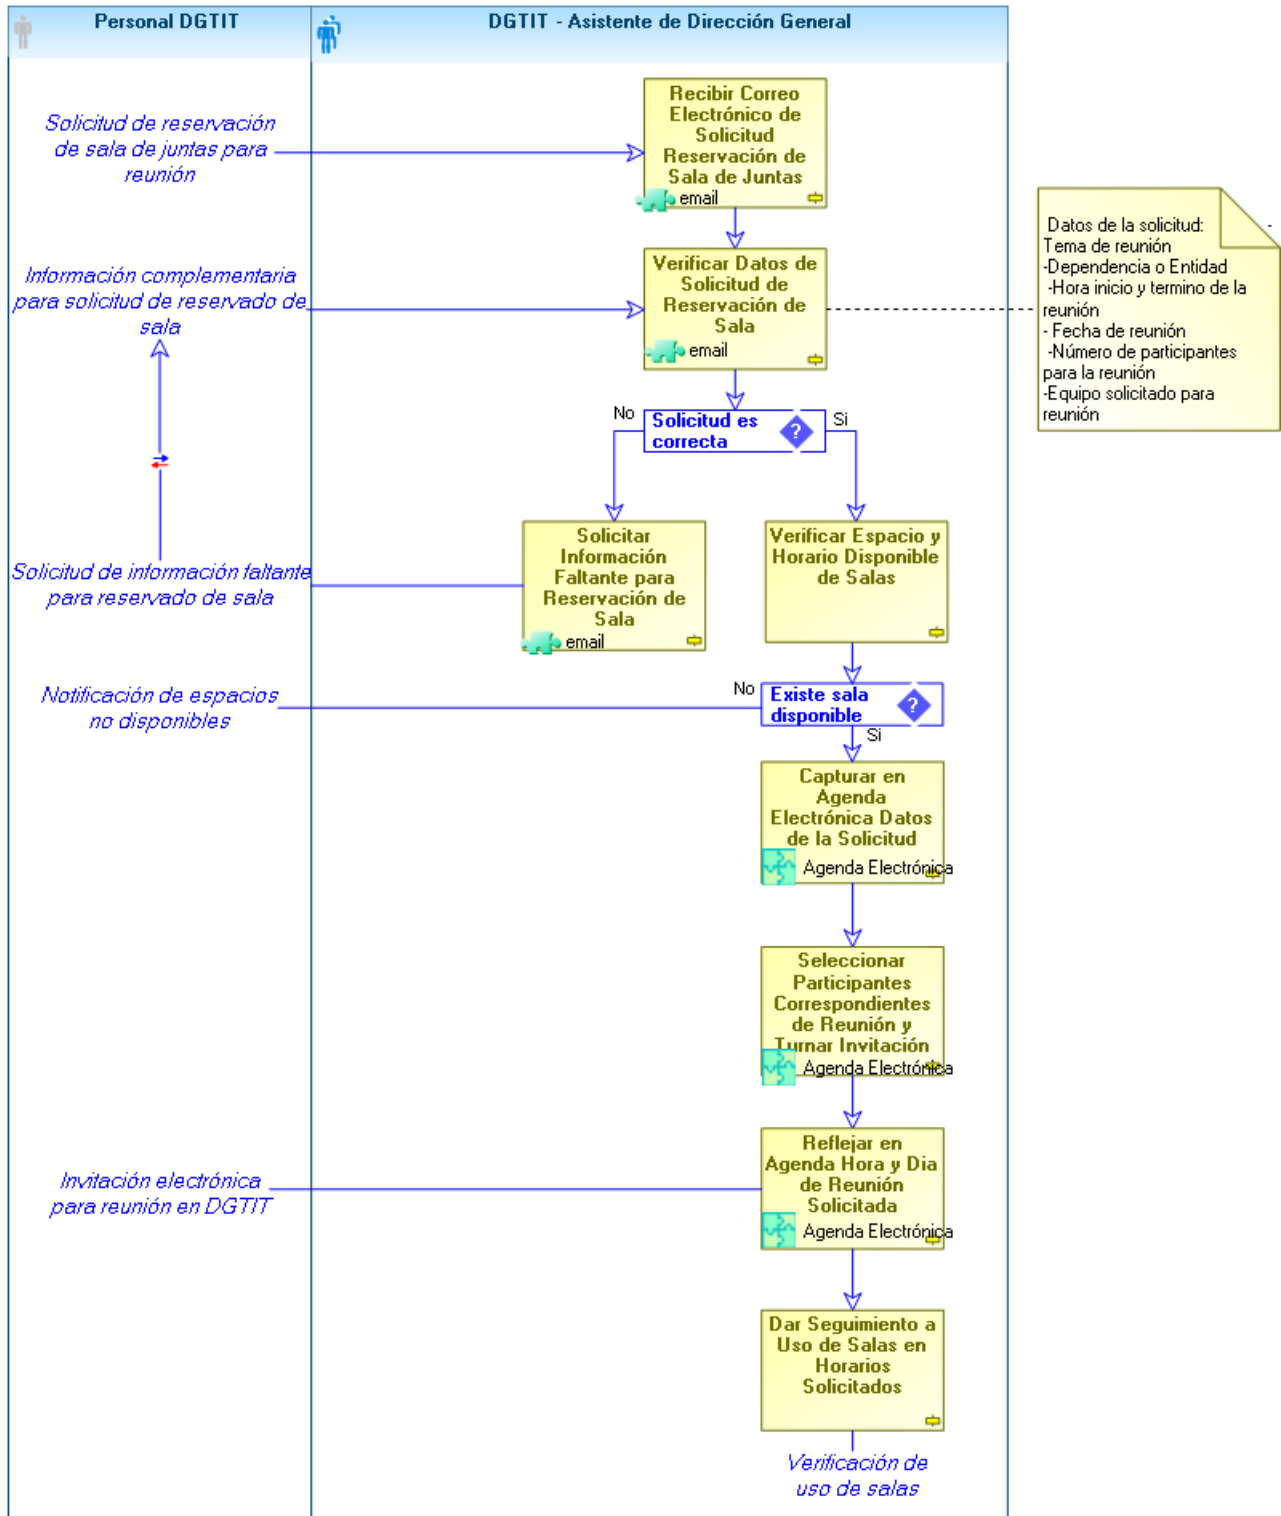 Personal DGTIT
DGTIT - Asistente de Dirección General
Solicitud de reservación
de sala de juntas para
reunión
Recibir Correo
Electrónico de
Solicitud
Reservación de
Sala de Juntas
email
Información complementaria
para solicitud de reservado de
sala
Verificar Datos de
Solicitud de
Reservación de
Sala
email
Datos de la solicitud: -
Tema de reunión
-Dependencia o Entidad
-Hora inicio y termino de la
reunión
- Fecha de reunión
-Número de participantes
para la reunión
-Equipo solicitado para
reunión
No
Solicitud es
correcta
?
Si
Solicitar
Información
Faltante para
Reservación de
Sala
email
Verificar Espacio y
Horario Disponible
de Salas
Solicitud de información faltante
para reservado de sala
Notificación de espacios
no disponibles
No
Existe sala
disponible
?
Si
Capturar en
Agenda
Electrónica Datos
de la Solicitud
Agenda Electrónica
Seleccionar
Participantes
Correspondientes
de Reunión y
Turnar Invitación
Agenda Electrónica
Invitación electrónica
para reunión en DGTIT
Reflejar en
Agenda Hora y Dia
de Reunión
Solicitada
Agenda Electrónica
Dar Seguimiento a
Uso de Salas en
Horarios
Solicitados
Verificación de
uso de salas